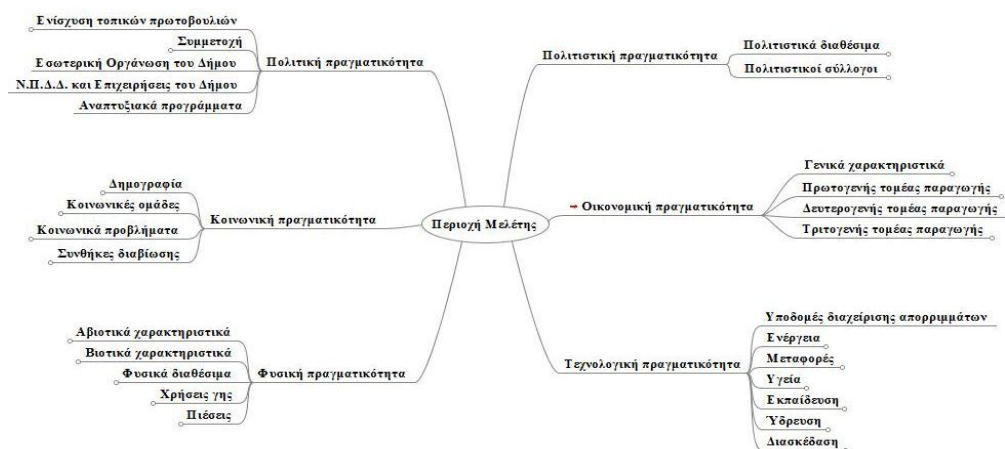 Ενίσχυση τοπικών πρωτοβουλιών
Συμμετοχή
Εσωτερική Οργάνωση του Δήμου
Ν.Π.Δ.Δ. και Επιχειρήσεις του Δήμου
Αναπτυξιακά προγράμματα
Πολιτική πραγματικότητα
Δημογραφία
Κοινωνικές ομάδες
Κοινωνικά προβλήματα
Συνθήκες διαβίωσης
Κοινωνική πραγματικότητα
Αβιοτικά χαρακτηριστικά
Βιοτικά χαρακτηριστικά
Φυσικά διαθέσιμα
Χρήσεις γης
Πιέσεις
Φυσική πραγματικότητα
Περιοχή Μελέτης
Πολιτιστική πραγματικότητα
Πολιτιστικά διαθέσιμα
Πολιτιστικοί σύλλογοι
Οικονομική πραγματικότητα
Γενικά χαρακτηριστικά
Πρωτογενής τομέας παραγωγής
Δευτερογενής τομέας παραγωγής
Τριτογενής τομέας παραγωγής
Τεχνολογική πραγματικότητα
Υποδομές διαχείρισης απορριμμάτων
Ενέργεια
Μεταφορές
Υγεία
Εκπαίδευση
Ύδρευση
Διασκέδαση